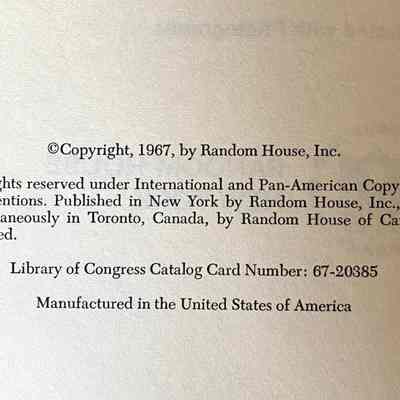 ©Copyright, 1967, by Random House, Inc.
ghts reserved under International and Pan-American Copy
entions. Published in New York by Random House, Inc.,
aneously in Toronto, Canada, by Random House of Ca
ed.
Library of Congress Catalog Card Number: 67-20385
Manufactured in the United States of America